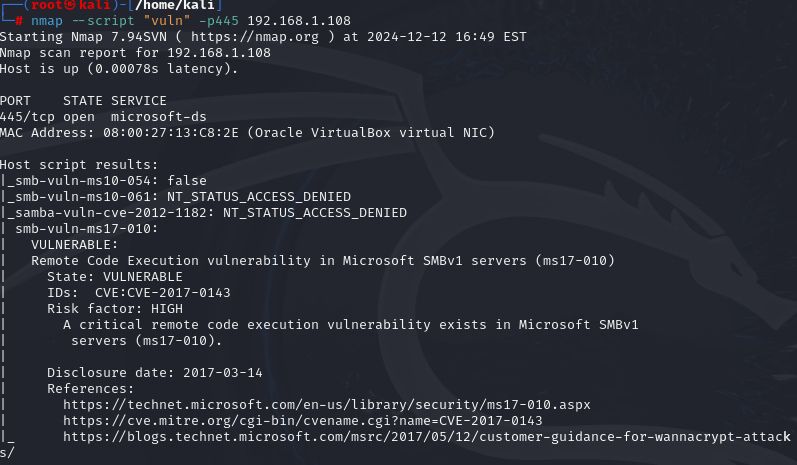 ┌──(root㉿kali)-[/home/kali]
└─# nmap --script "vuln" -p445 192.168.1.108
Starting Nmap 7.94SVN ( https://nmap.org ) at 2024-12-12 16:49 EST
Nmap scan report for 192.168.1.108
Host is up (0.00078s latency).

PORT    STATE SERVICE
445/tcp open  microsoft-ds
MAC Address: 08:00:27:13:C8:2E (Oracle VirtualBox virtual NIC)

Host script results:
|_smb-vuln-ms10-054: false
|_smb-vuln-ms10-061: NT_STATUS_ACCESS_DENIED
|_samba-vuln-cve-2012-1182: NT_STATUS_ACCESS_DENIED
| smb-vuln-ms17-010:
|   VULNERABLE:
|   Remote Code Execution vulnerability in Microsoft SMBv1 servers (ms17-010)
|     State: VULNERABLE
|     IDs:  CVE:CVE-2017-0143
|     Risk factor: HIGH
|       A critical remote code execution vulnerability exists in Microsoft SMBv1
|        servers (ms17-010).
|
|     Disclosure date: 2017-03-14
|     References:
|       https://technet.microsoft.com/en-us/library/security/ms17-010.aspx
|       https://cve.mitre.org/cgi-bin/cvename.cgi?name=CVE-2017-0143
|_      https://blogs.technet.microsoft.com/msrc/2017/05/12/customer-guidance-for-wannacrypt-attack
s/